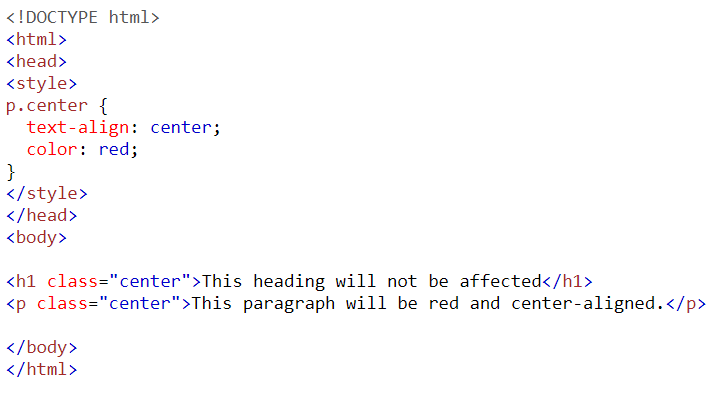 <!DOCTYPE html>
<html>
<head>
<style>
p.center {
  text-align: center;
  color: red;
}
</style>
</head>
<body>

<h1 class="center">This heading will not be affected</h1>
<p class="center">This paragraph will be red and center-aligned.</p>

</body>
</html>